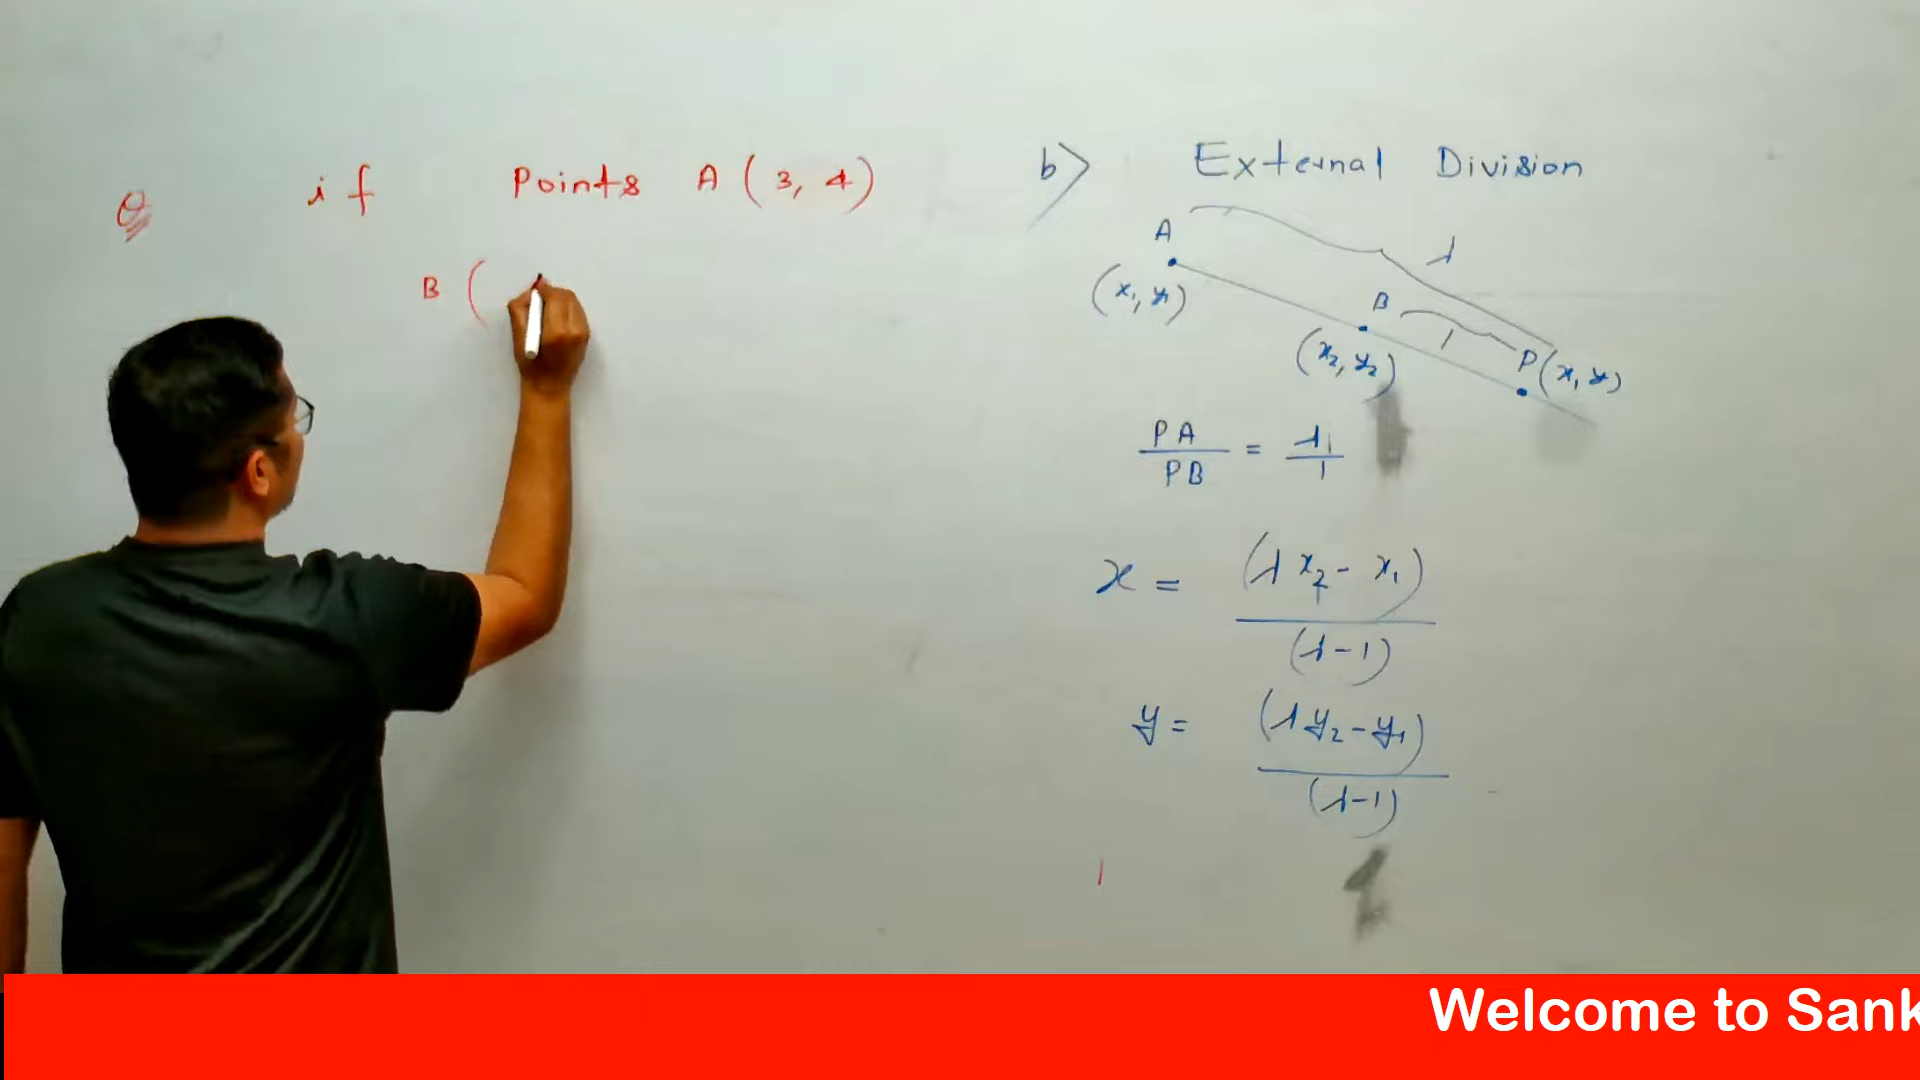 Q if Points A (3, 4)
B (
b) External Division
A
λ
(x₁, y₁)
B
1
(x₂, y₂)
P (x, y)
PA / PB = λ / 1
x = (λx₂ - x₁) / (λ-1)
y = (λy₂ - y₁) / (λ-1)
Welcome to Sank